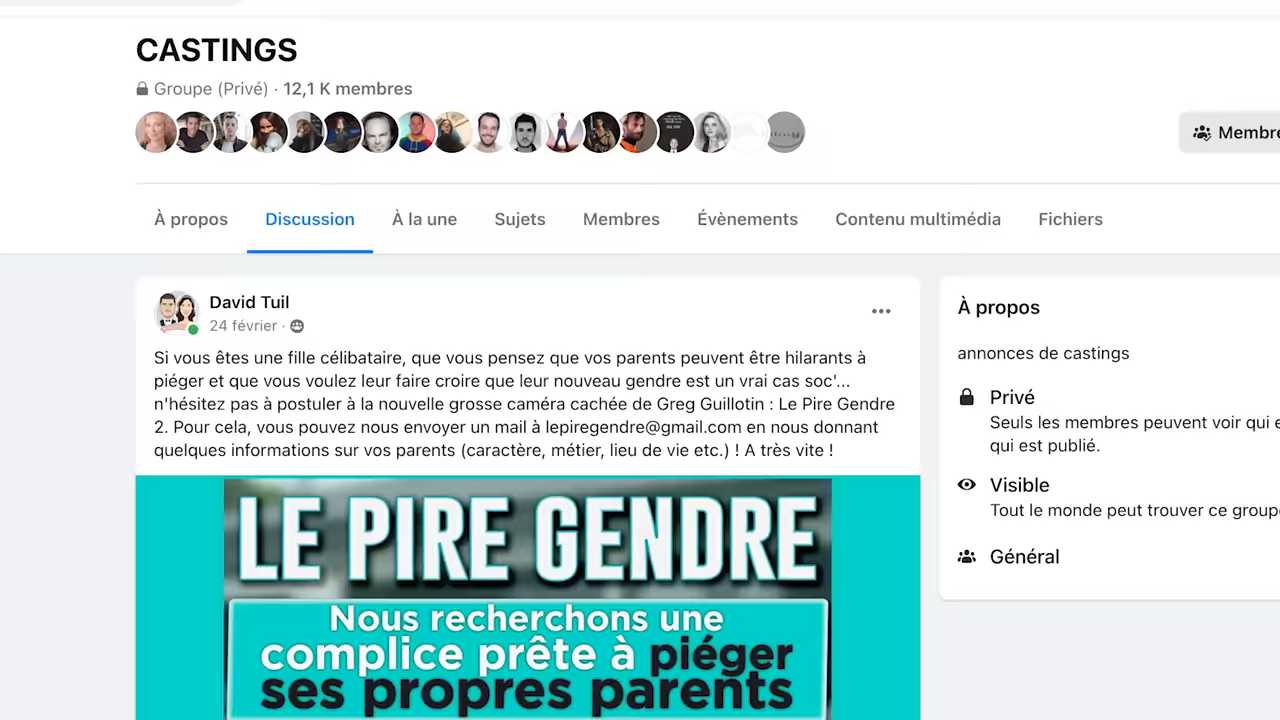 CASTINGS
Groupe (Privé) · 12,1 K membres
Membre
À propos
Discussion
À la une
Sujets
Membres
Évènements
Contenu multimédia
Fichiers
David Tuil
24 février ·
Si vous êtes une fille célibataire, que vous pensez que vos parents peuvent être hilarants à
piéger et que vous voulez leur faire croire que leur nouveau gendre est un vrai cas soc'...
n'hésitez pas à postuler à la nouvelle grosse caméra cachée de Greg Guillotin : Le Pire Gendre
2. Pour cela, vous pouvez nous envoyer un mail à lepiregendre@gmail.com en nous donnant
quelques informations sur vos parents (caractère, métier, lieu de vie etc.) ! A très vite !
LE PIRE GENDRE
Nous recherchons une
complice prête à piéger
ses propres parents
À propos
annonces de castings
Privé
Seuls les membres peuvent voir qui e
qui est publié.
Visible
Tout le monde peut trouver ce groupe
Général